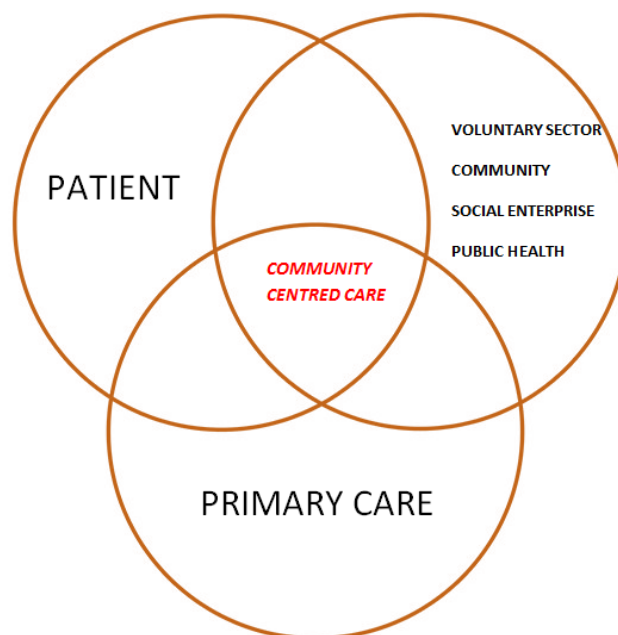 VOLUNTARY SECTOR
COMMUNITY
PATIENT
SOCIAL ENTERPRISE
PUBLIC HEALTH
COMMUNITY
CENTRED CARE
PRIMARY CARE